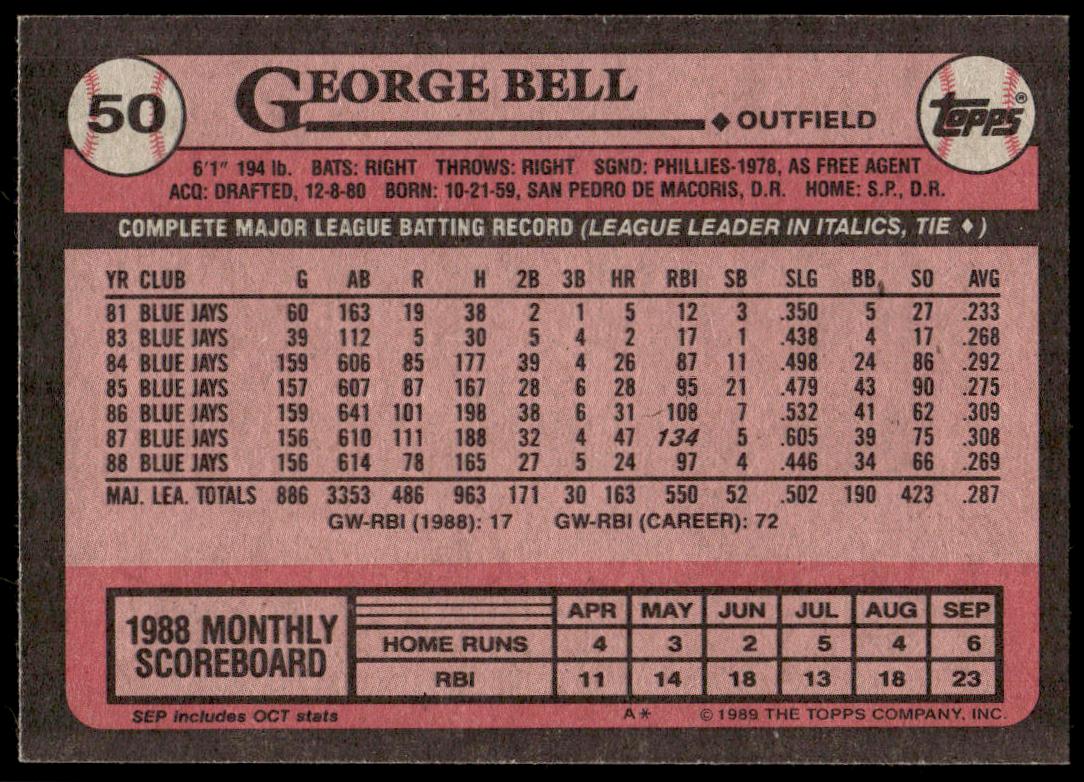 50
GEORGE BELL
◆ OUTFIELD
TOPPS®
6'1" 194 lb. BATS: RIGHT THROWS: RIGHT SGND: PHILLIES-1978, AS FREE AGENT
ACQ: DRAFTED, 12-8-80 BORN: 10-21-59, SAN PEDRO DE MACORIS, D.R. HOME: S.P., D.R.
COMPLETE MAJOR LEAGUE BATTING RECORD (LEAGUE LEADER IN ITALICS, TIE ♦)
YR CLUB G AB R H 2B 3B HR RBI SB SLG BB SO AVG
81 BLUE JAYS 60 163 19 38 2 1 5 12 3 .350 5 27 .233
83 BLUE JAYS 39 112 5 30 5 4 2 17 1 .438 4 17 .268
84 BLUE JAYS 159 606 85 177 39 4 26 87 11 .498 24 86 .292
85 BLUE JAYS 157 607 87 167 28 6 28 95 21 .479 43 90 .275
86 BLUE JAYS 159 641 101 198 38 6 31 108 7 .532 41 62 .309
87 BLUE JAYS 156 610 111 188 32 4 47 134 5 .605 39 75 .308
88 BLUE JAYS 156 614 78 165 27 5 24 97 4 .446 34 66 .269
MAJ. LEA. TOTALS 886 3353 486 963 171 30 163 550 52 .502 190 423 .287
GW-RBI (1988): 17 GW-RBI (CAREER): 72
1988 MONTHLY
SCOREBOARD
APR MAY JUN JUL AUG SEP
HOME RUNS 4 3 2 5 4 6
RBI 11 14 18 13 18 23
SEP includes OCT stats A* © 1989 THE TOPPS COMPANY, INC.